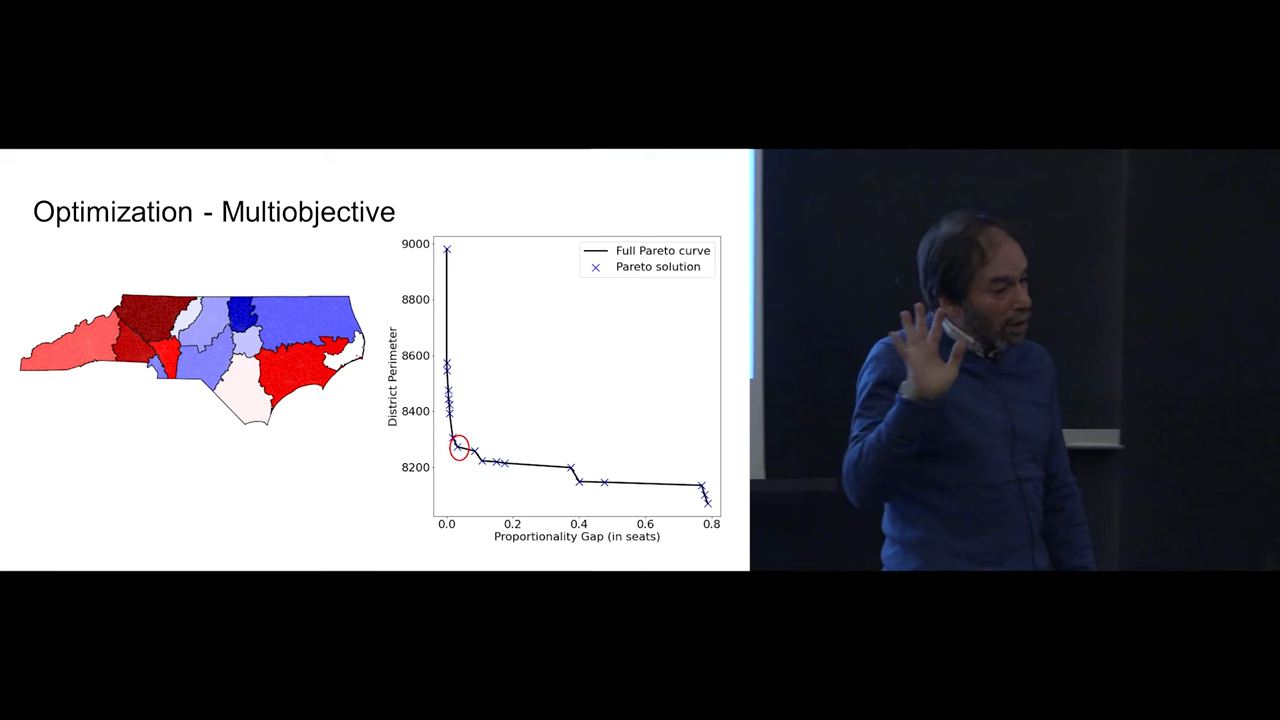 Optimization - Multiobjective
9000
8800
8600
8400
8200
District Perimeter
Full Pareto curve
Pareto solution
0.0
0.2
0.4
0.6
0.8
Proportionality Gap (in seats)